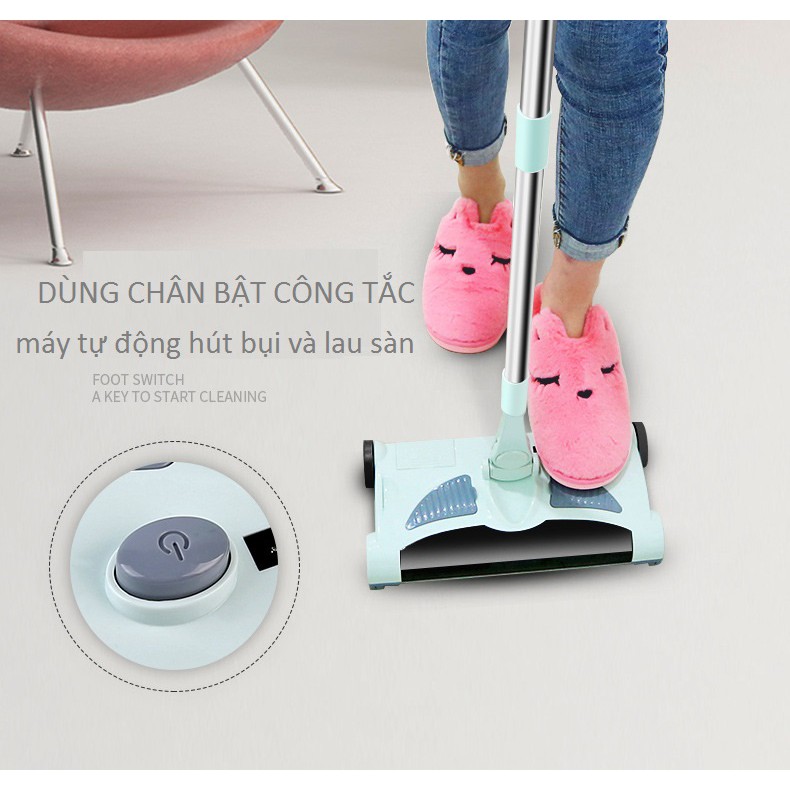 DÙNG CHÂN BẬT CÔNG TẮC
máy tự động hút bụi và lau sàn
FOOT SWITCH
A KEY TO START CLEANING